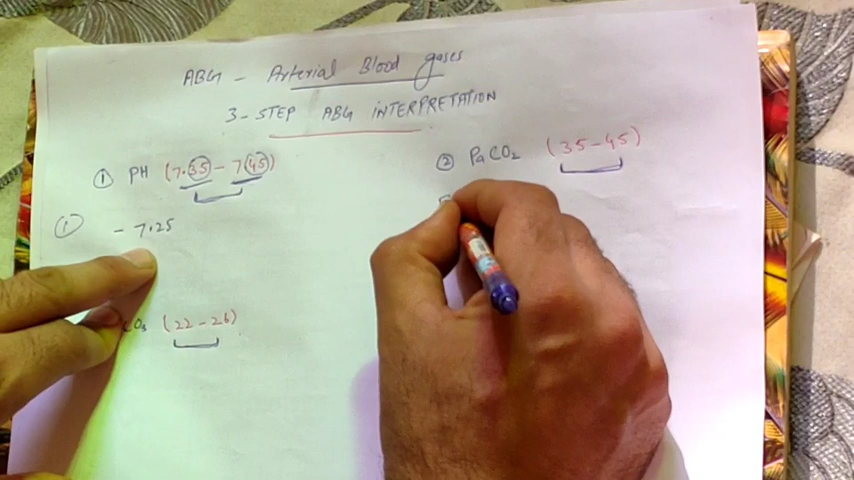 ABG - Arterial Blood gases
3-STEP ABG INTERPRETATION
① PH (7.35 - 7.45)
② PaCO₂ (35-45)
① - 7.25
CO₃ (22-26)